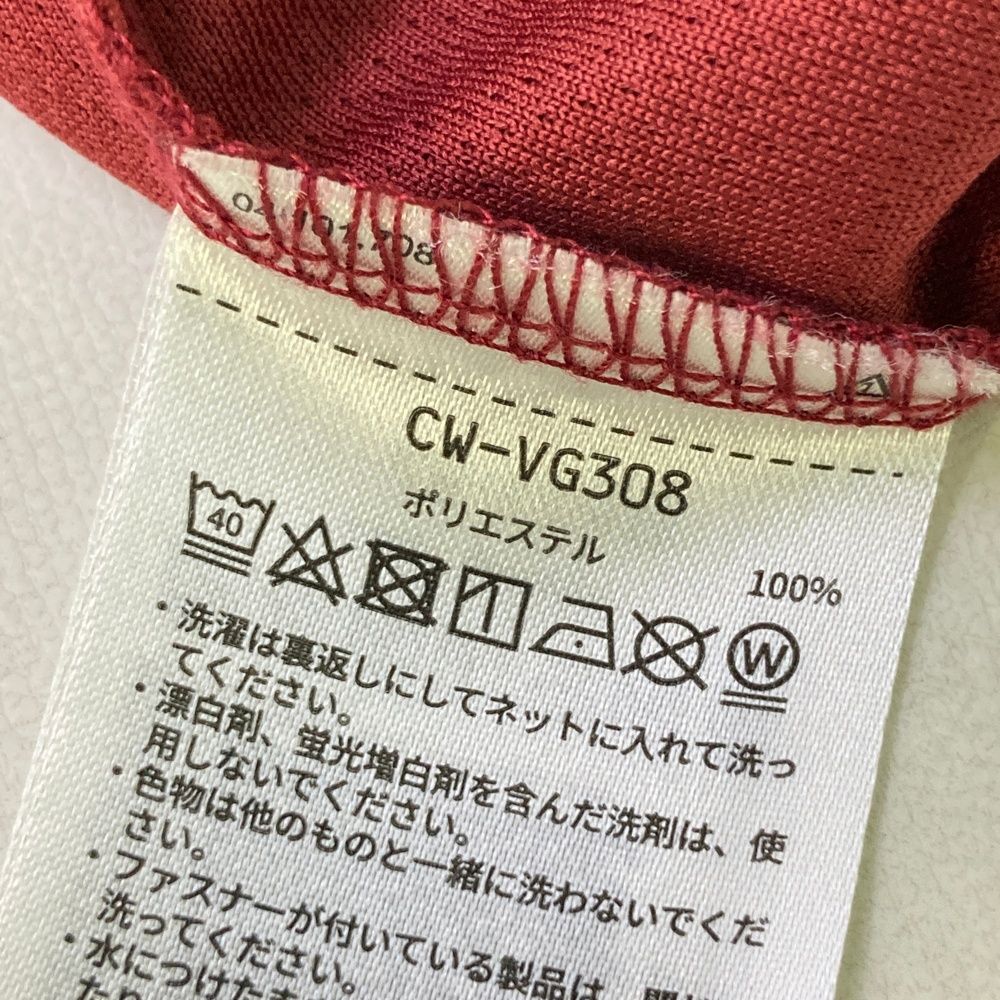 CW-VG308
ポリエステル
100%
40
W
・洗濯は裏返しにしてネットに入れて洗っ
てください。
・漂白剤、蛍光増白剤を含んだ洗剤は、使
用しないでください。
・色物は他のものと一緒に洗わないでくだ
さい。
・ファスナーが付いている製品は、
洗ってください。
・水につけた
たり